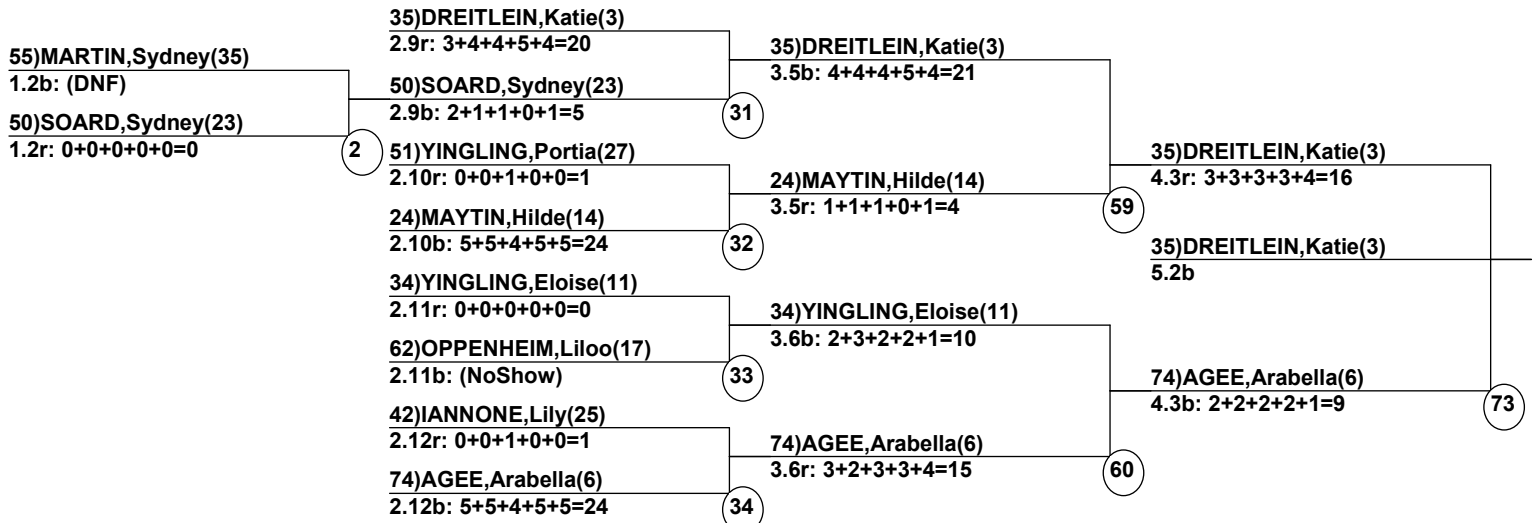 55)MARTIN,Sydney(35)
1.2b: (DNF)
50)SOARD,Sydney(23)
1.2r: 0+0+0+0+0=0
2
35)DREITLEIN,Katie(3)
2.9r: 3+4+4+5+4=20
50)SOARD,Sydney(23)
2.9b: 2+1+1+0+1=5
31
51)YINGLING,Portia(27)
2.10r: 0+0+1+0+0=1
24)MAYTIN,Hilde(14)
2.10b: 5+5+4+5+5=24
32
34)YINGLING,Eloise(11)
2.11r: 0+0+0+0+0=0
62)OPPENHEIM,Liloo(17)
2.11b: (NoShow)
33
42)IANNONE,Lily(25)
2.12r: 0+0+1+0+0=1
74)AGEE,Arabella(6)
2.12b: 5+5+4+5+5=24
34
35)DREITLEIN,Katie(3)
3.5b: 4+4+4+5+4=21
24)MAYTIN,Hilde(14)
3.5r: 1+1+1+0+1=4
59
34)YINGLING,Eloise(11)
3.6b: 2+3+2+2+1=10
74)AGEE,Arabella(6)
3.6r: 3+2+3+3+4=15
60
35)DREITLEIN,Katie(3)
4.3r: 3+3+3+3+4=16
35)DREITLEIN,Katie(3)
5.2b
74)AGEE,Arabella(6)
4.3b: 2+2+2+2+1=9
73